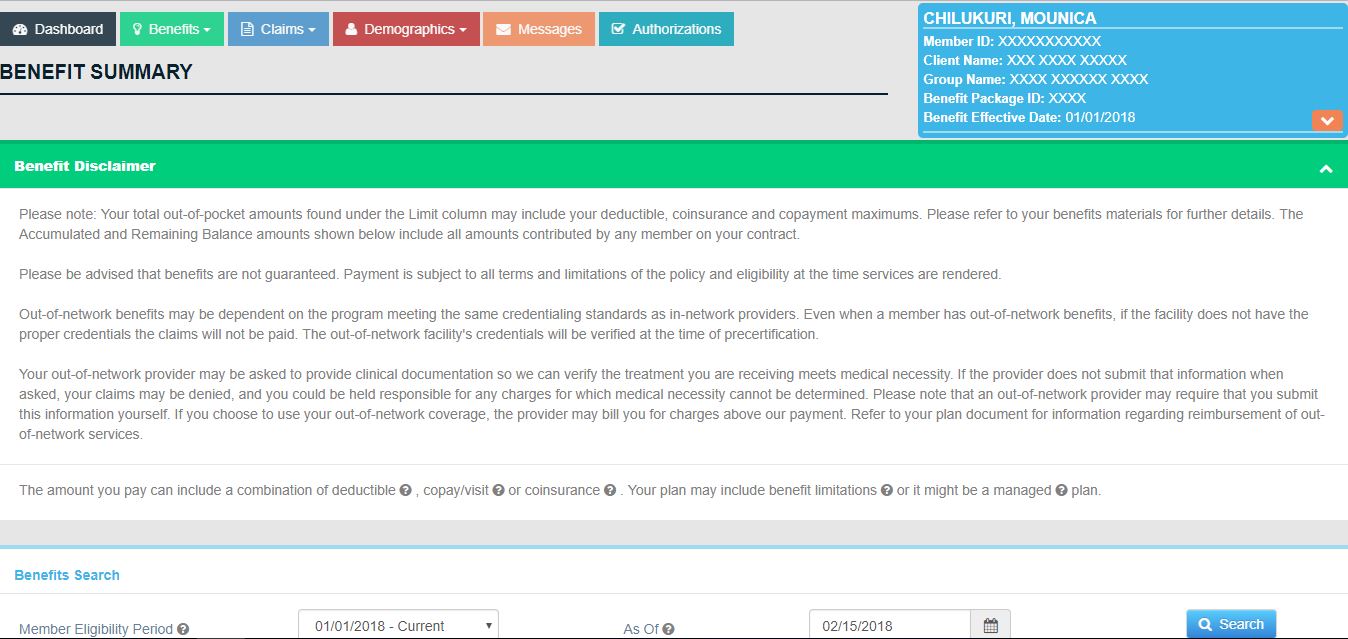 Dashboard Benefits Claims Demographics Messages Authorizations
BENEFIT SUMMARY
CHILUKURI, MOUNICA
Member ID: XXXXXXXXXXX
Client Name: XXX XXXX XXXXX
Group Name: XXXX XXXXXX XXXX
Benefit Package ID: XXXX
Benefit Effective Date: 01/01/2018
Benefit Disclaimer
Please note: Your total out-of-pocket amounts found under the Limit column may include your deductible, coinsurance and copayment maximums. Please refer to your benefits materials for further details. The
Accumulated and Remaining Balance amounts shown below include all amounts contributed by any member on your contract.
Please be advised that benefits are not guaranteed. Payment is subject to all terms and limitations of the policy and eligibility at the time services are rendered.
Out-of-network benefits may be dependent on the program meeting the same credentialing standards as in-network providers. Even when a member has out-of-network benefits, if the facility does not have the
proper credentials the claims will not be paid. The out-of-network facility's credentials will be verified at the time of precertification.
Your out-of-network provider may be asked to provide clinical documentation so we can verify the treatment you are receiving meets medical necessity. If the provider does not submit that information when
asked, your claims may be denied, and you could be held responsible for any charges for which medical necessity cannot be determined. Please note that an out-of-network provider may require that you submit
this information yourself. If you choose to use your out-of-network coverage, the provider may bill you for charges above our payment. Refer to your plan document for information regarding reimbursement of out-
of-network services.
The amount you pay can include a combination of deductible ? , copay/visit ? or coinsurance ? . Your plan may include benefit limitations ? or it might be a managed ? plan.
Benefits Search
Member Eligibility Period ? 01/01/2018 - Current As Of ? 02/15/2018 Search